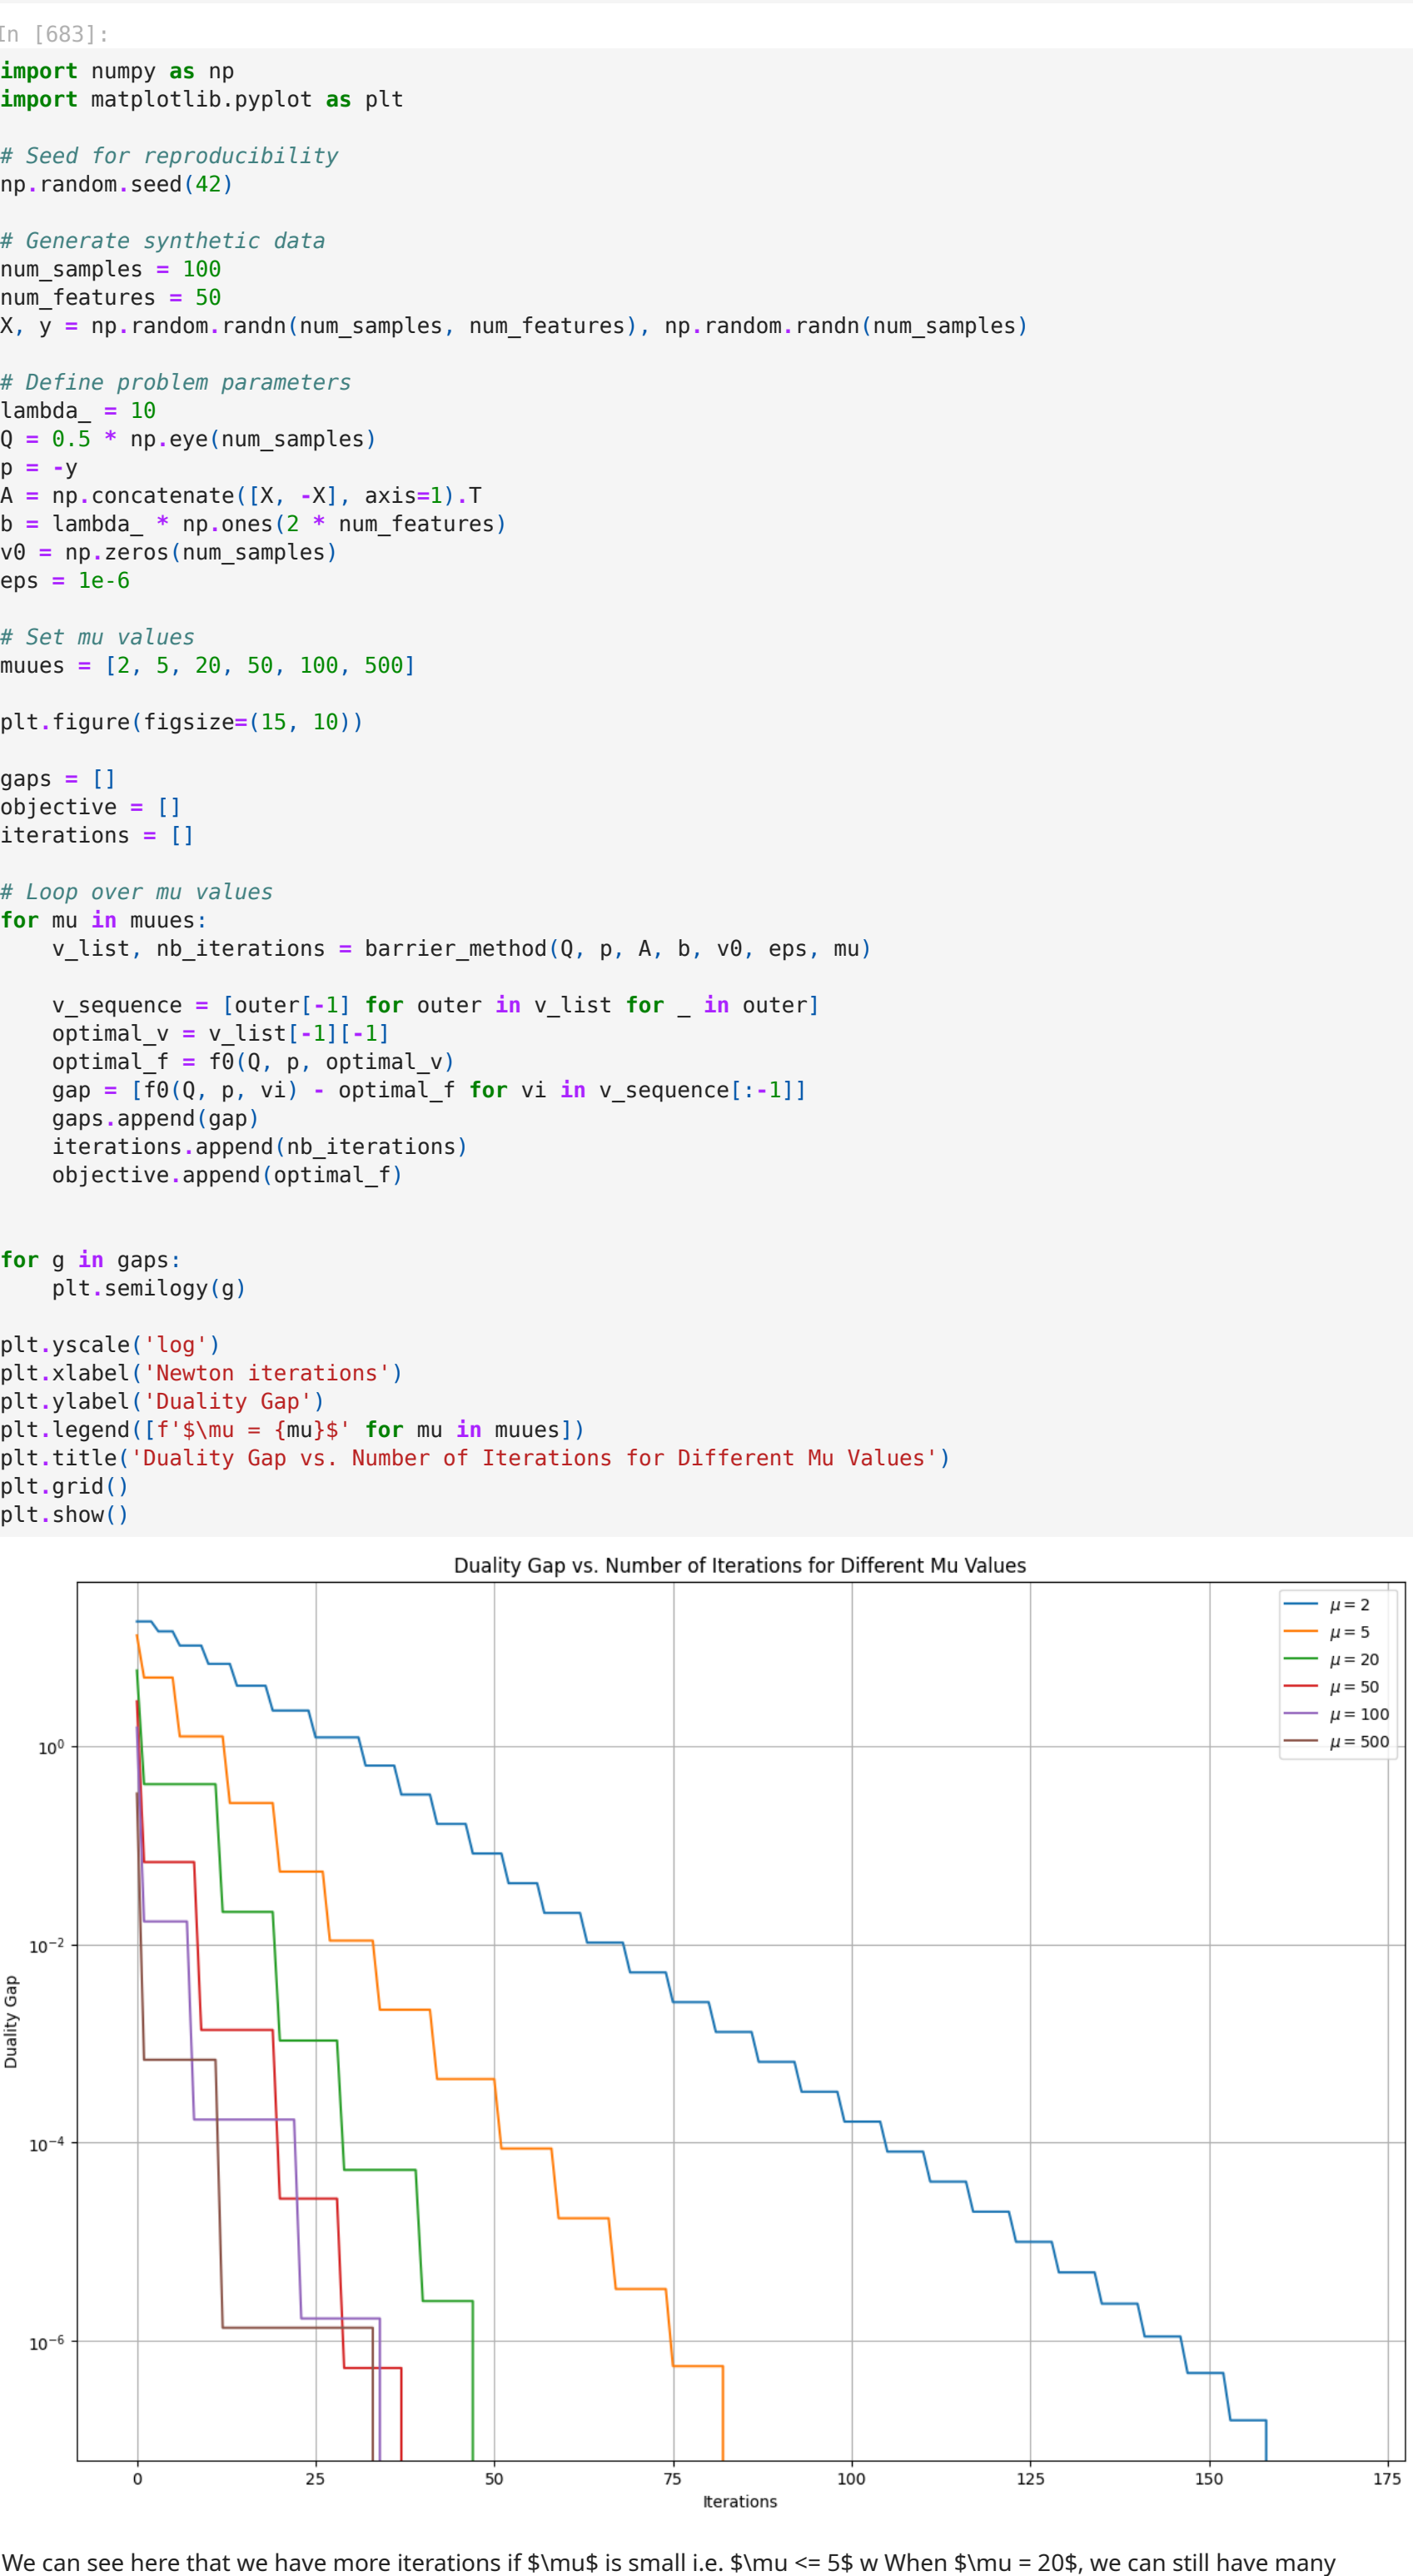 In [683]:
import numpy as np
import matplotlib.pyplot as plt
# Seed for reproducibility
np.random.seed(42)
# Generate synthetic data
num_samples = 100
num_features = 50
X, y = np.random.randn(num_samples, num_features), np.random.randn(num_samples)
# Define problem parameters
lambda_ = 10
Q = 0.5 * np.eye(num_samples)
p = -y
A = np.concatenate([X, -X], axis=1).T
b = lambda_ * np.ones(2 * num_features)
v0 = np.zeros(num_samples)
eps = 1e-6
# Set mu values
muues = [2, 5, 20, 50, 100, 500]
plt.figure(figsize=(15, 10))
gaps = []
objective = []
iterations = []
# Loop over mu values
for mu in muues:
    v_list, nb_iterations = barrier_method(Q, p, A, b, v0, eps, mu)
    v_sequence = [outer[-1] for outer in v_list for _ in outer]
    optimal_v = v_list[-1][-1]
    optimal_f = f0(Q, p, optimal_v)
    gap = [f0(Q, p, vi) - optimal_f for vi in v_sequence[:-1]]
    gaps.append(gap)
    iterations.append(nb_iterations)
    objective.append(optimal_f)
for g in gaps:
    plt.semilogy(g)
plt.yscale('log')
plt.xlabel('Newton iterations')
plt.ylabel('Duality Gap')
plt.legend([f'$\mu = {mu}$' for mu in muues])
plt.title('Duality Gap vs. Number of Iterations for Different Mu Values')
plt.grid()
plt.show()
Duality Gap vs. Number of Iterations for Different Mu Values
μ = 2
μ = 5
μ = 20
μ = 50
μ = 100
μ = 500
10⁰
10⁻²
10⁻⁴
10⁻⁶
Duality Gap
0 25 50 75 100 125 150 175
Iterations
We can see here that we have more iterations if $\mu$ is small i.e. $\mu <= 5$ w When $\mu = 20$, we can still have many